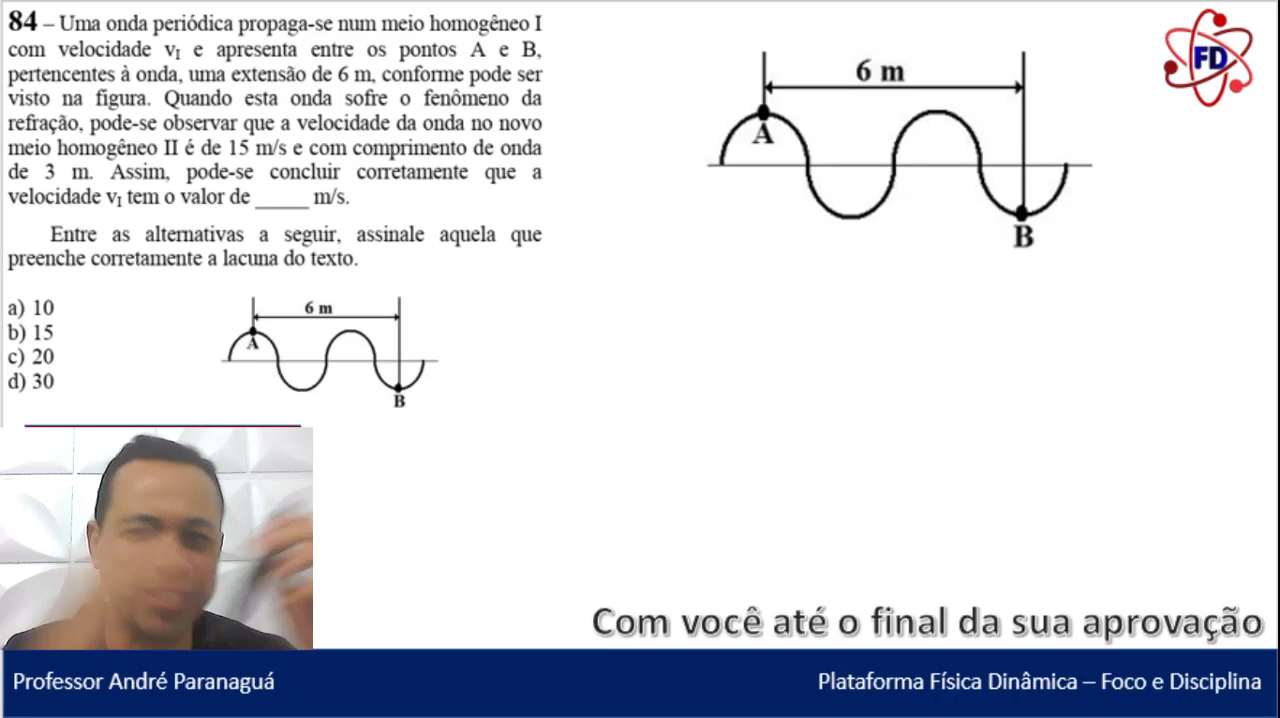 84 – Uma onda periódica propaga-se num meio homogêneo I
com velocidade vI e apresenta entre os pontos A e B,
pertencentes à onda, uma extensão de 6 m, conforme pode ser
visto na figura. Quando esta onda sofre o fenômeno da
refração, pode-se observar que a velocidade da onda no novo
meio homogêneo II é de 15 m/s e com comprimento de onda
de 3 m. Assim, pode-se concluir corretamente que a
velocidade vI tem o valor de _____ m/s.
Entre as alternativas a seguir, assinale aquela que
preenche corretamente a lacuna do texto.
a) 10
b) 15
c) 20
d) 30
6 m
A
B
6 m
A
B
FD
Com você até o final da sua aprovação
Professor André Paranaguá
Plataforma Física Dinâmica – Foco e Disciplina